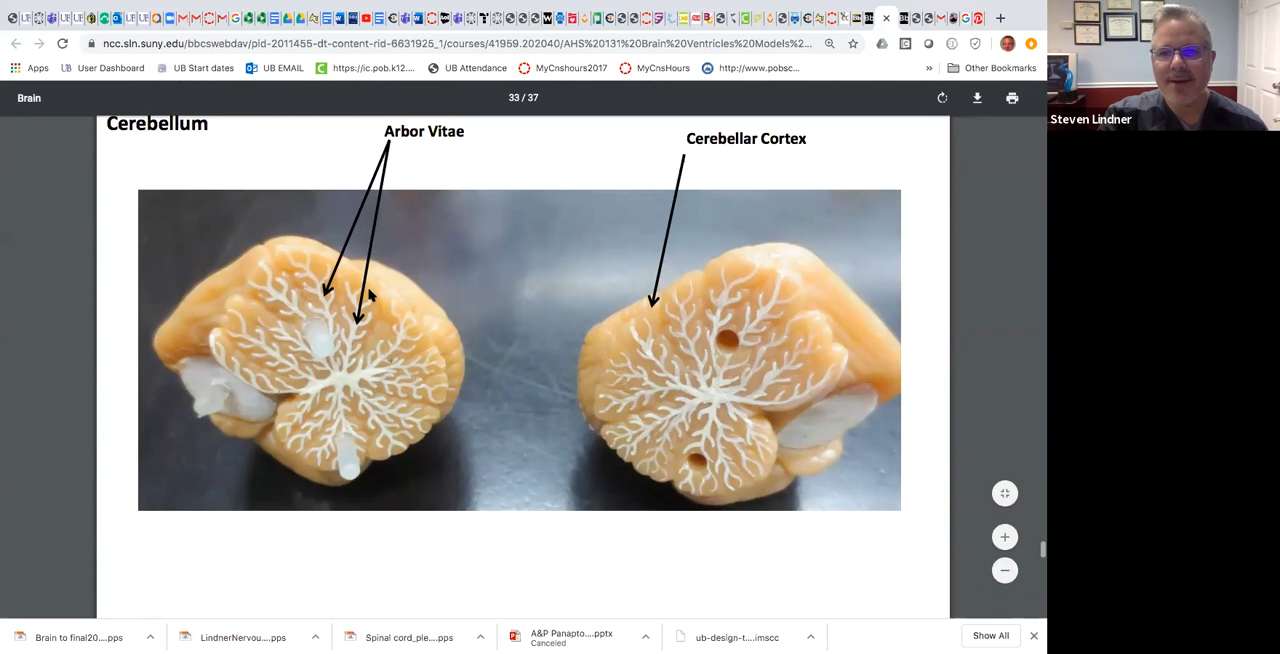 ncc.sln.suny.edu/bbcswebdav/pid-2011455-dt-content-rid-6631925_1/courses/41959.202040/AHS%20131%20Brain%20Ventricles%20Models%2...
Apps
User Dashboard
UB Start dates
UB EMAIL
https://ic.pob.k12....
UB Attendance
MyCnshours2017
MyCnsHours
http://www.pobsc...
»
Other Bookmarks
Brain
33 / 37
Steven Lindner
Cerebellum
Arbor Vitae
Cerebellar Cortex
Brain to final20....pps
LindnerNervou....pps
Spinal cord_ple....pps
A&P Panapto....pptx
Canceled
ub-design-t....imscc
Show All